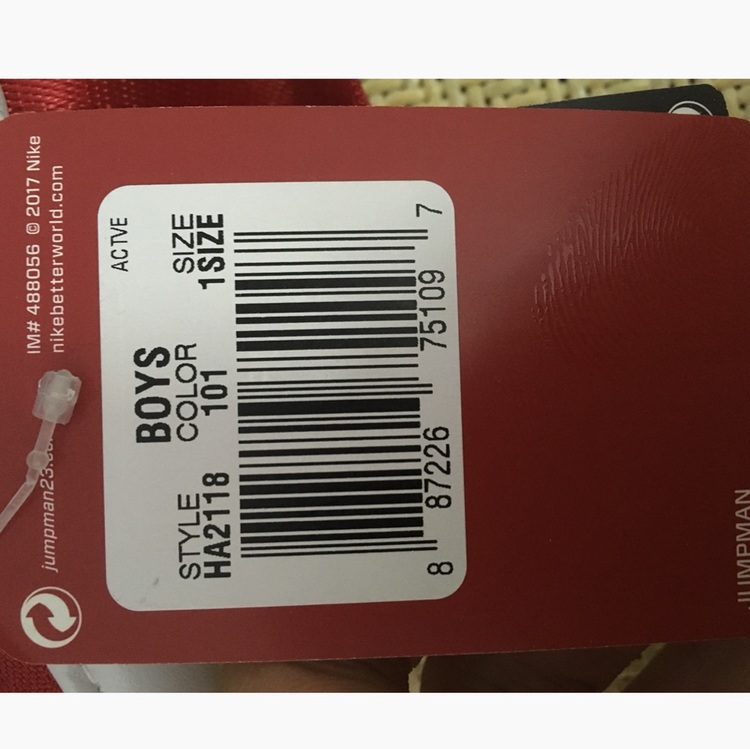 IM# 488056 © 2017 Nike
nikebetterworld.com
jumpman23.
ACTVE
BOYS
STYLE COLOR SIZE
HA2118 101 1SIZE
8 87226 75109 7
JUMPMAN